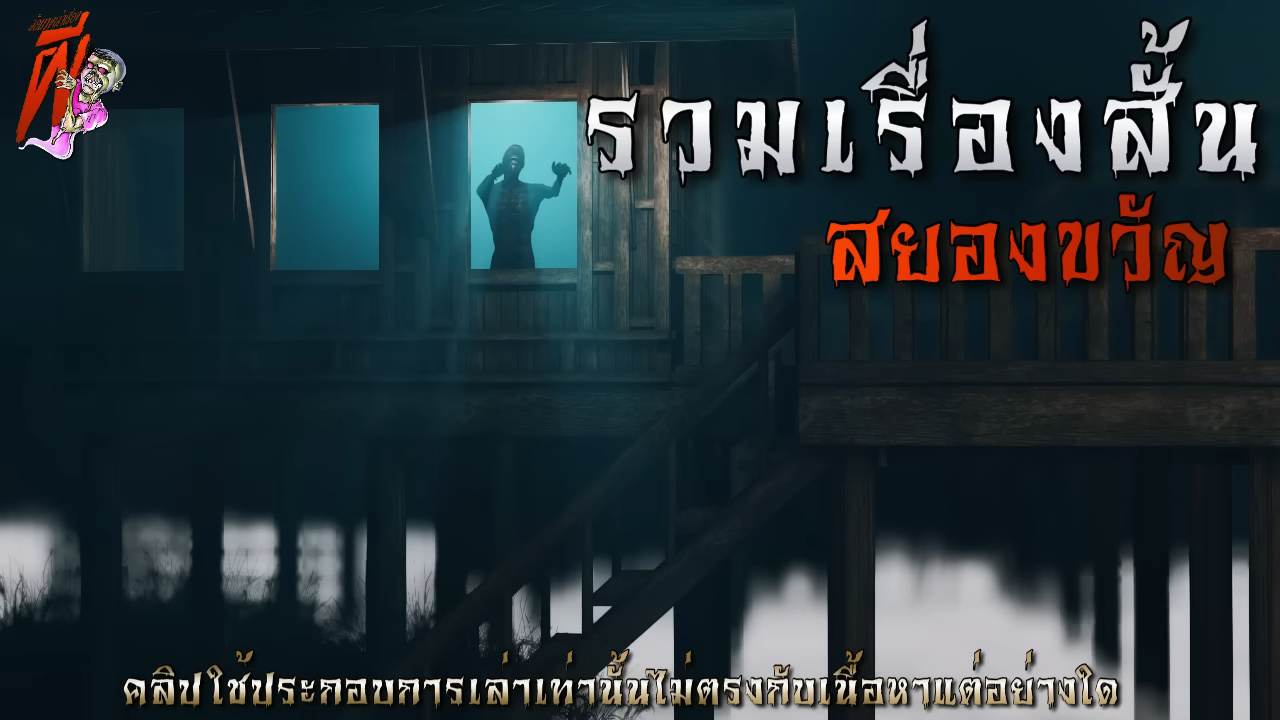 ผี
รวมเรื่องสั้น
สยองขวัญ
คลิปใช้ประกอบการเล่าเท่านั้นไม่ตรงกับเนื้อหาแต่อย่างใด